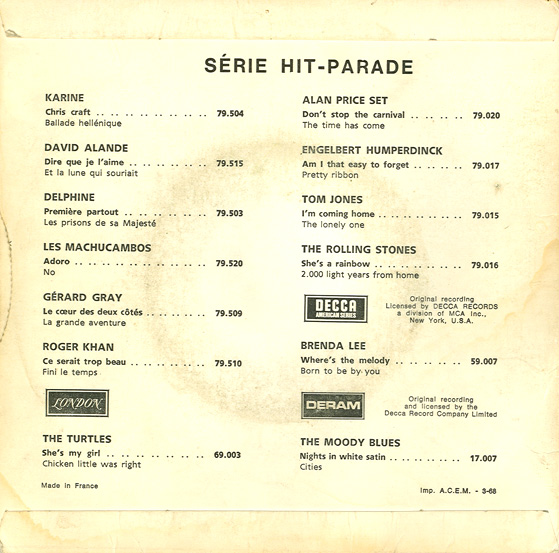 SÉRIE HIT-PARADE
KARINE
Chris craft .. .. .. .. .. .. .. .. 79.504
Ballade hellénique
DAVID ALANDE
Dire que je l'aime .. .. .. .. .. 79.515
Et la lune qui souriait
DELPHINE
Première partout .. .. .. .. .. 79.503
Les prisons de sa Majesté
LES MACHUCAMBOS
Adoro .. .. .. .. .. .. .. .. .. 79.520
No
GÉRARD GRAY
Le cœur des deux côtés .. .. .. .. 79.509
La grande aventure
ROGER KHAN
Ce serait trop beau .. .. .. .. .. 79.510
Fini le temps
LONDON
THE TURTLES
She's my girl .. .. .. .. .. .. .. 69.003
Chicken little was right
Made in France
ALAN PRICE SET
Don't stop the carnival .. .. .. 79.020
The time has come
ENGELBERT HUMPERDINCK
Am I that easy to forget .. .. .. 79.017
Pretty ribbon
TOM JONES
I'm coming home .. .. .. .. .. 79.015
The lonely one
THE ROLLING STONES
She's a rainbow .. .. .. .. .. 79.016
2.000 light years from home
DECCA
AMERICAN SERIES
Original recording
Licensed by DECCA RECORDS
a division of MCA Inc.,
New York, U.S.A.
BRENDA LEE
Where's the melody .. .. .. .. 59.007
Born to be by you
DERAM
Original recording
and licensed by the
Decca Record Company Limited
THE MOODY BLUES
Nights in white satin .. .. .. .. 17.007
Cities
Imp. A.C.E.M. - 3-68